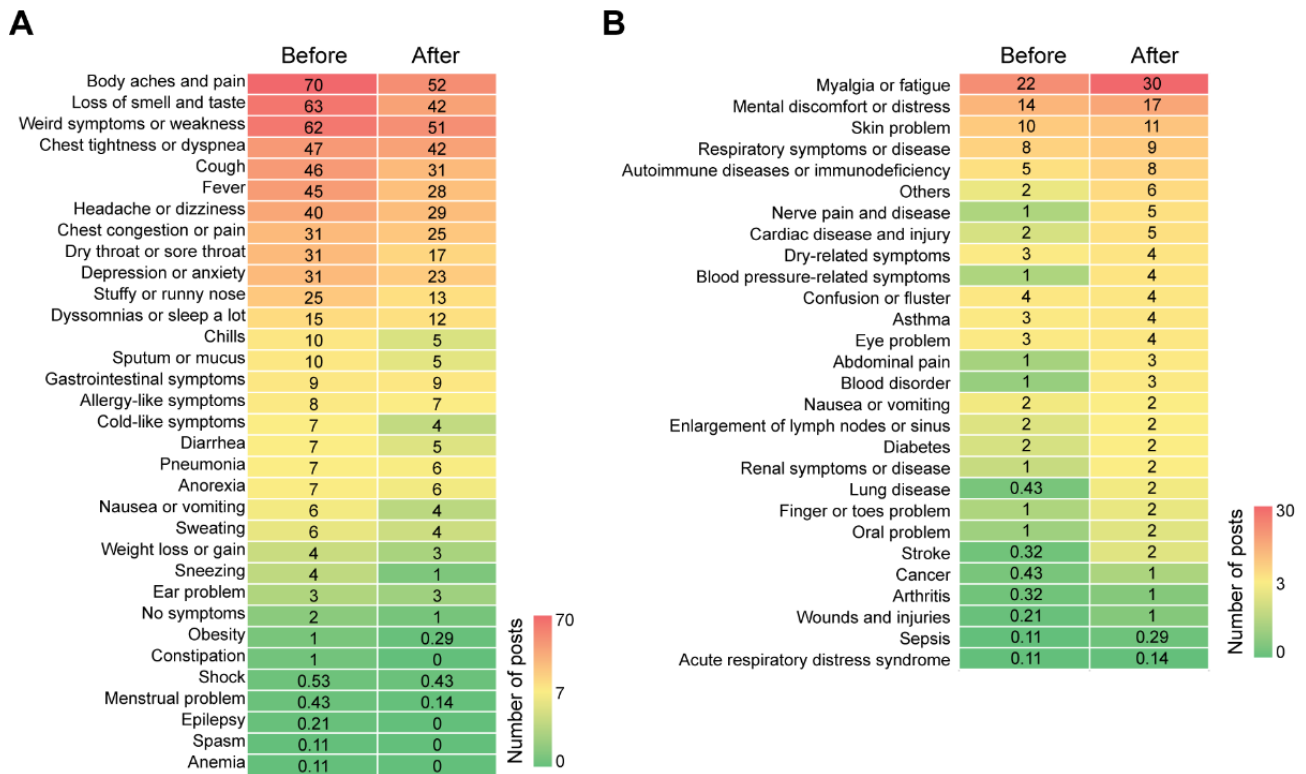 A
Before After
Body aches and pain 70 52
Loss of smell and taste 63 42
Weird symptoms or weakness 62 51
Chest tightness or dyspnea 47 42
Cough 46 31
Fever 45 28
Headache or dizziness 40 29
Chest congestion or pain 31 25
Dry throat or sore throat 31 17
Depression or anxiety 31 23
Stuffy or runny nose 25 13
Dyssomnias or sleep a lot 15 12
Chills 10 5
Sputum or mucus 10 5
Gastrointestinal symptoms 9 9
Allergy-like symptoms 8 7
Cold-like symptoms 7 4
Diarrhea 7 5
Pneumonia 7 6
Anorexia 7 6
Nausea or vomiting 6 4
Sweating 6 4
Weight loss or gain 4 3
Sneezing 4 1
Ear problem 3 3
No symptoms 2 1
Obesity 1 0.29
Constipation 1 0
Shock 0.53 0.43
Menstrual problem 0.43 0.14
Epilepsy 0.21 0
Spasm 0.11 0
Anemia 0.11 0
Number of posts
70
7
0
B
Before After
Myalgia or fatigue 22 30
Mental discomfort or distress 14 17
Skin problem 10 11
Respiratory symptoms or disease 8 9
Autoimmune diseases or immunodeficiency 5 8
Others 2 6
Nerve pain and disease 1 5
Cardiac disease and injury 2 5
Dry-related symptoms 3 4
Blood pressure-related symptoms 1 4
Confusion or fluster 4 4
Asthma 3 4
Eye problem 3 4
Abdominal pain 1 3
Blood disorder 1 3
Nausea or vomiting 2 2
Enlargement of lymph nodes or sinus 2 2
Diabetes 2 2
Renal symptoms or disease 1 2
Lung disease 0.43 2
Finger or toes problem 1 2
Oral problem 1 2
Stroke 0.32 2
Cancer 0.43 1
Arthritis 0.32 1
Wounds and injuries 0.21 1
Sepsis 0.11 0.29
Acute respiratory distress syndrome 0.11 0.14
Number of posts
30
3
0